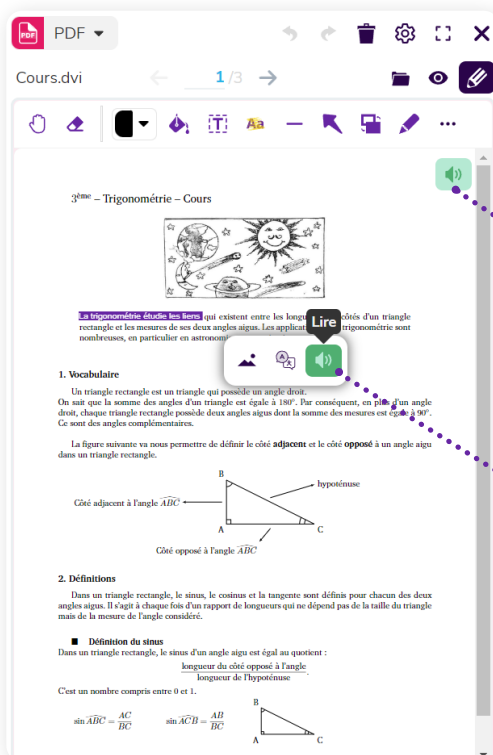 PDF
PDF
Cours.dvi
1 /3
T
Aa
3ème – Trigonométrie – Cours
La trigonométrie étudie les liens qui existent entre les côtés d'un triangle
rectangle et les mesures de ses deux angles aigus. Les trigonométrie sont
nombreuses, en particulier en
Lire
1. Vocabulaire
Un triangle rectangle est un triangle qui possède un angle droit.
On sait que la somme des angles d'un triangle est égale à 180°. Par conséquent, en plus d'un angle
droit, chaque triangle rectangle possède deux angles aigus dont la somme des mesures est égale à 90°.
Ce sont des angles complémentaires.
La figure suivante va nous permettre de définir le côté adjacent et le côté opposé à un angle aigu
dans un triangle rectangle.
B
hypoténuse
Côté adjacent à l'angle ABC
A
C
Côté opposé à l'angle ABC
2. Définitions
Dans un triangle rectangle, le sinus, le cosinus et la tangente sont définis pour chacun des deux
angles aigus. Il s'agit à chaque fois d'un rapport de longueurs qui ne dépend pas de la taille du triangle
mais de la mesure de l'angle considéré.
■ Définition du sinus
Dans un triangle rectangle, le sinus d'un angle aigu est égal au quotient :
longueur du côté opposé à l'angle
longueur de l'hypoténuse.
C'est un nombre compris entre 0 et 1.
sin ABC = AC/BC sin ACB = AB/BC
B
A
C